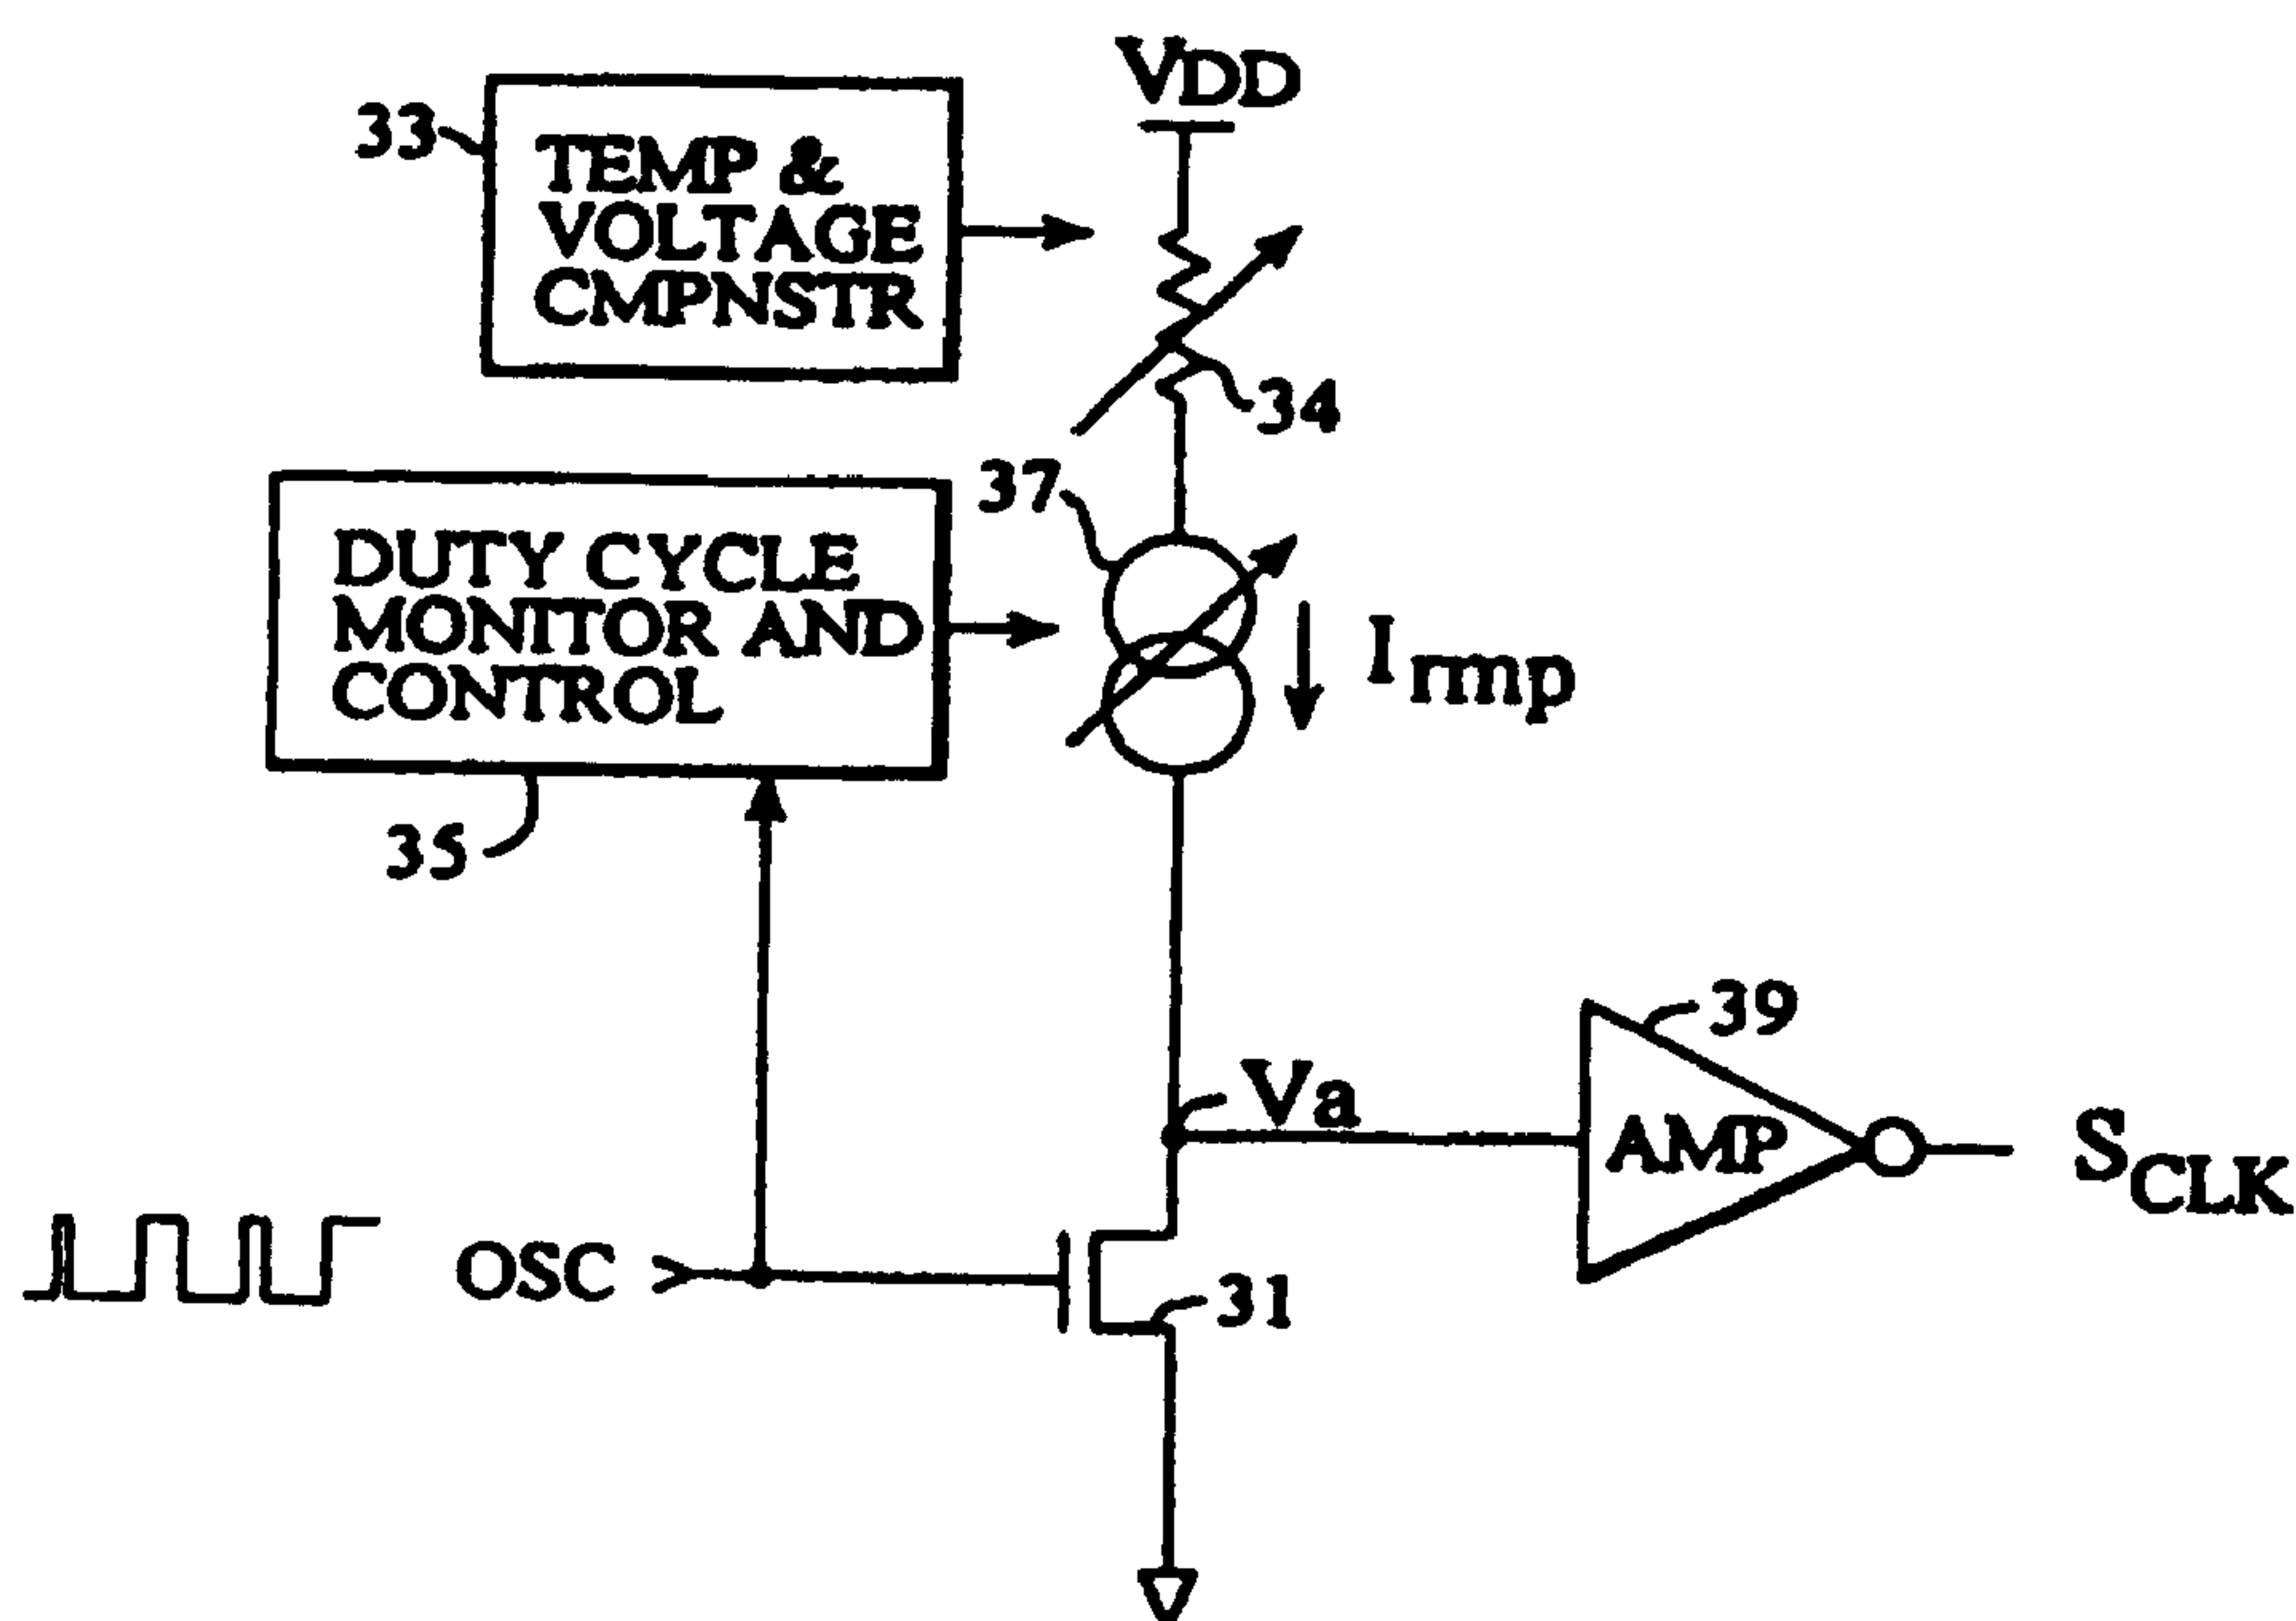 VDD
33
TEMP &
VOLTAGE
CMPNSTR
34
37
DUTY CYCLE
MONITOR AND
CONTROL
Irmp
35
39
Va
AMP
SCLK
OSC
31